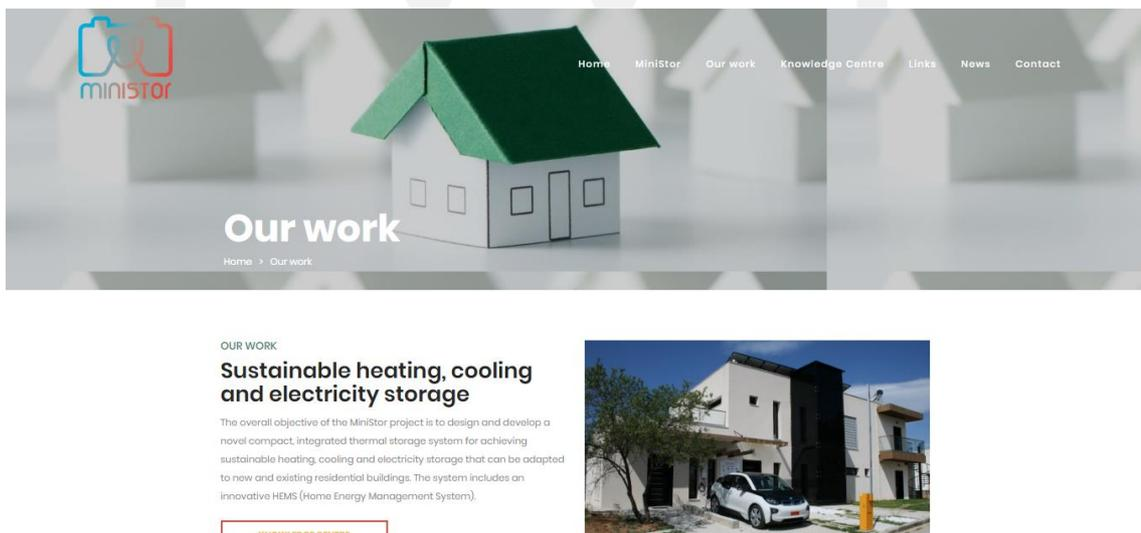 MINISTOR
Home MiniStor Our work Knowledge Centre Links News Contact
Our work
Home > Our work
OUR WORK
Sustainable heating, cooling
and electricity storage
The overall objective of the MiniStor project is to design and develop a
novel compact, integrated thermal storage system for achieving
sustainable heating, cooling and electricity storage that can be adapted
to new and existing residential buildings. The system includes an
innovative HEMS (Home Energy Management System).